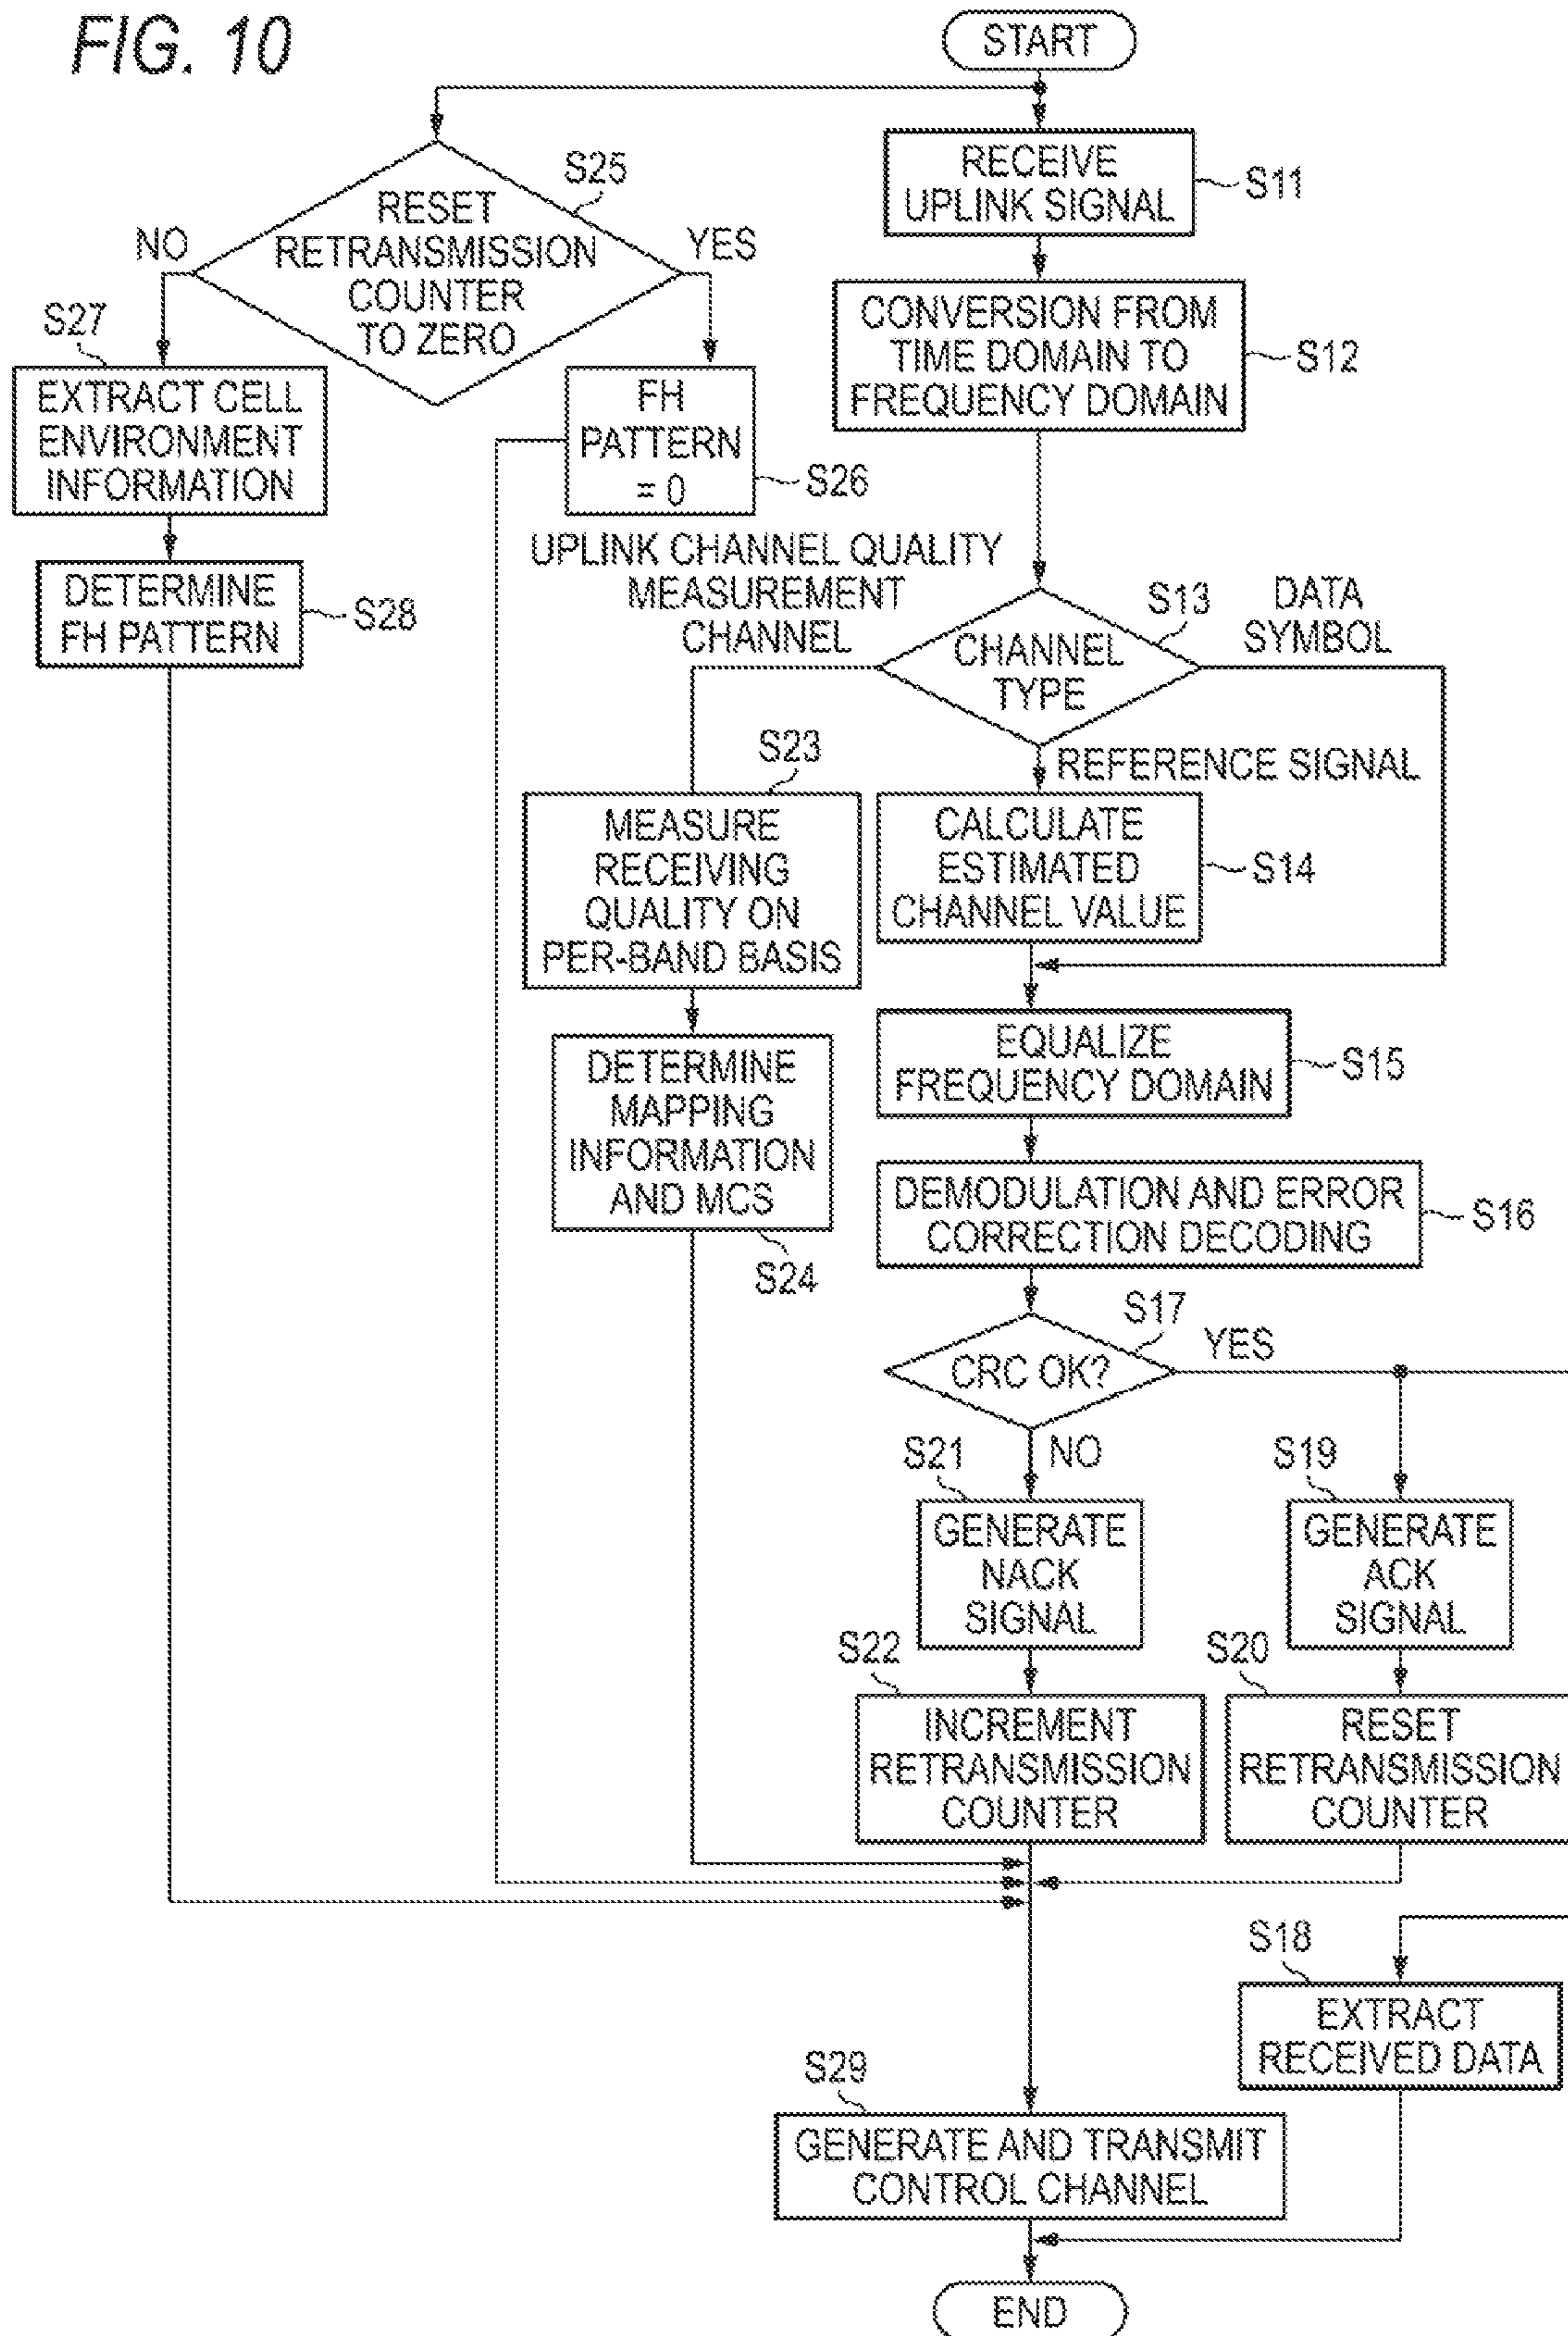 FIG. 10
START
RECEIVE
UPLINK SIGNAL
S11
S25
RESET
RETRANSMISSION
COUNTER
TO ZERO
NO
YES
CONVERSION FROM
TIME DOMAIN TO
FREQUENCY DOMAIN
S12
S27
EXTRACT CELL
ENVIRONMENT
INFORMATION
FH
PATTERN
= 0
S26
DETERMINE
FH PATTERN
S28
UPLINK CHANNEL QUALITY
MEASUREMENT
CHANNEL
S13
DATA
SYMBOL
CHANNEL
TYPE
REFERENCE SIGNAL
S23
MEASURE
RECEIVING
QUALITY ON
PER-BAND BASIS
CALCULATE
ESTIMATED
CHANNEL VALUE
S14
DETERMINE
MAPPING
INFORMATION
AND MCS
S24
EQUALIZE
FREQUENCY DOMAIN
S15
DEMODULATION AND ERROR
CORRECTION DECODING
S16
S17
CRC OK?
YES
NO
S21
GENERATE
NACK
SIGNAL
S19
GENERATE
ACK
SIGNAL
S22
INCREMENT
RETRANSMISSION
COUNTER
S20
RESET
RETRANSMISSION
COUNTER
S18
EXTRACT
RECEIVED DATA
S29
GENERATE AND TRANSMIT
CONTROL CHANNEL
END